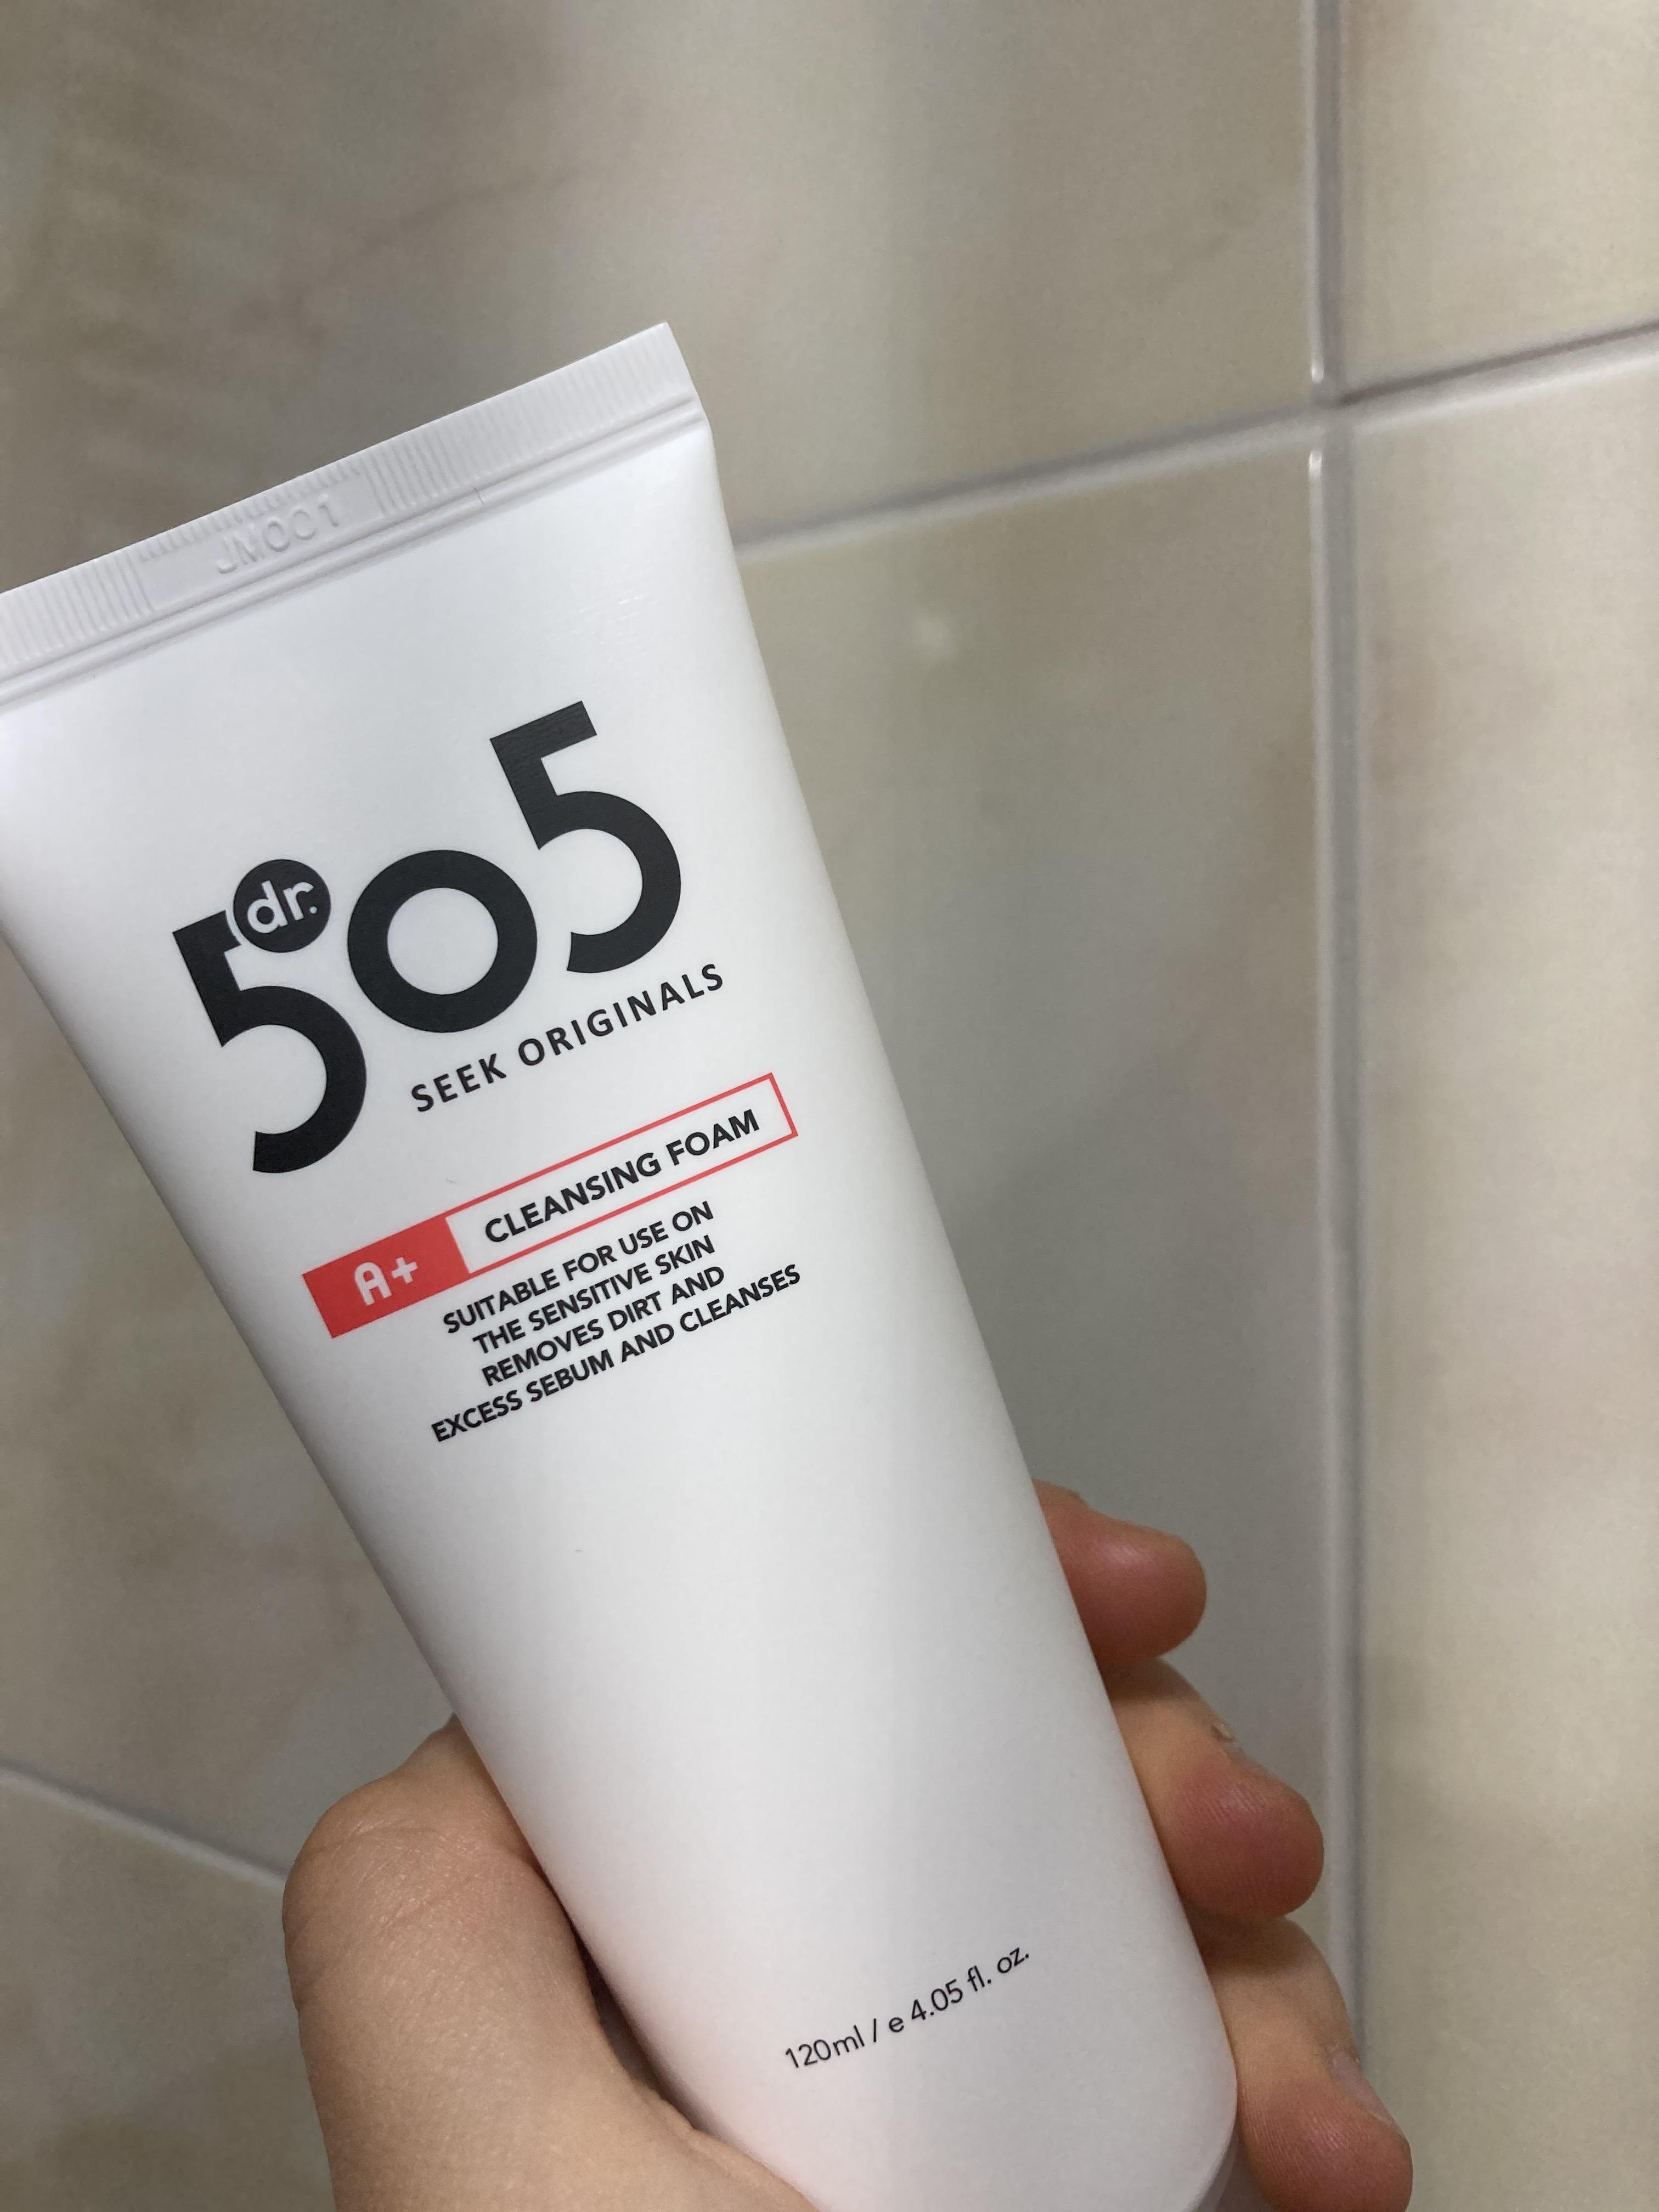 JM001
dr.
505
SEEK ORIGINALS
A+ CLEANSING FOAM
SUITABLE FOR USE ON
THE SENSITIVE SKIN
REMOVES DIRT AND
EXCESS SEBUM AND CLEANSES
120ml / e 4.05 fl. oz.